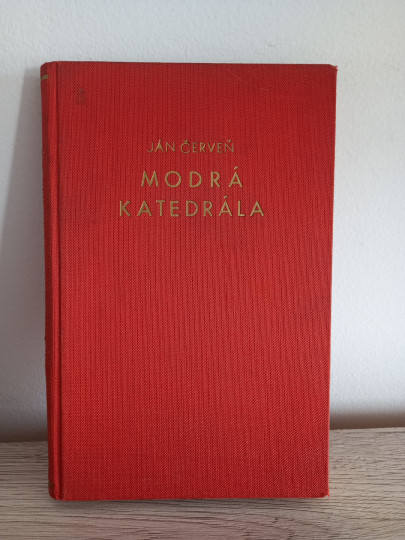 JÁN ČERVEŇ
MODRÁ
KATEDRÁLA